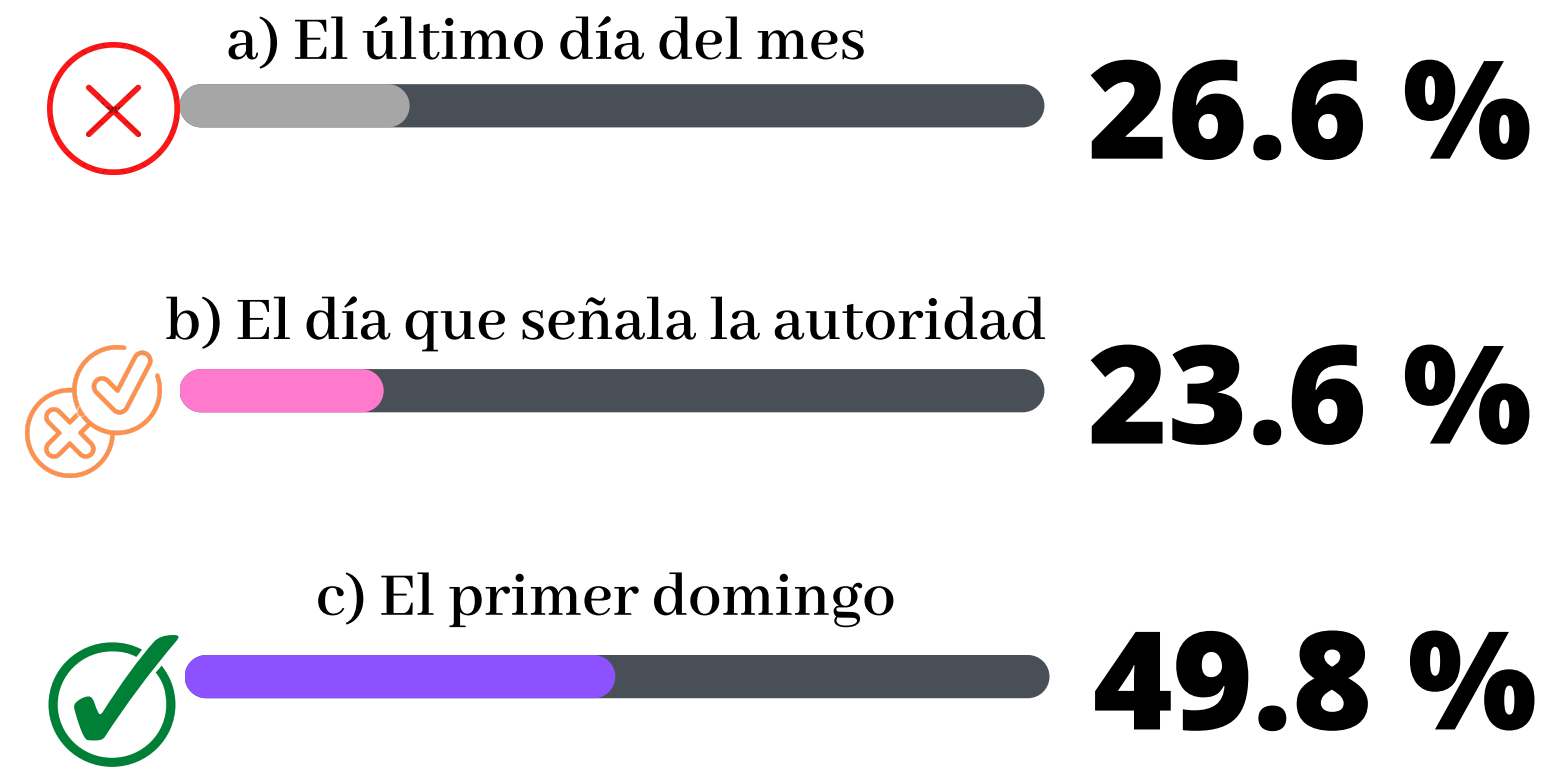 a) El último día del mes
26.6 %
b) El día que señala la autoridad
23.6 %
c) El primer domingo
49.8 %